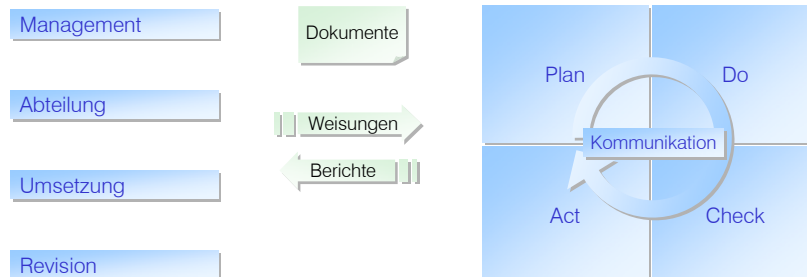 Management
Abteilung
Umsetzung
Revision
Dokumente
Weisungen
Berichte
Plan
Do
Kommunikation
Act
Check